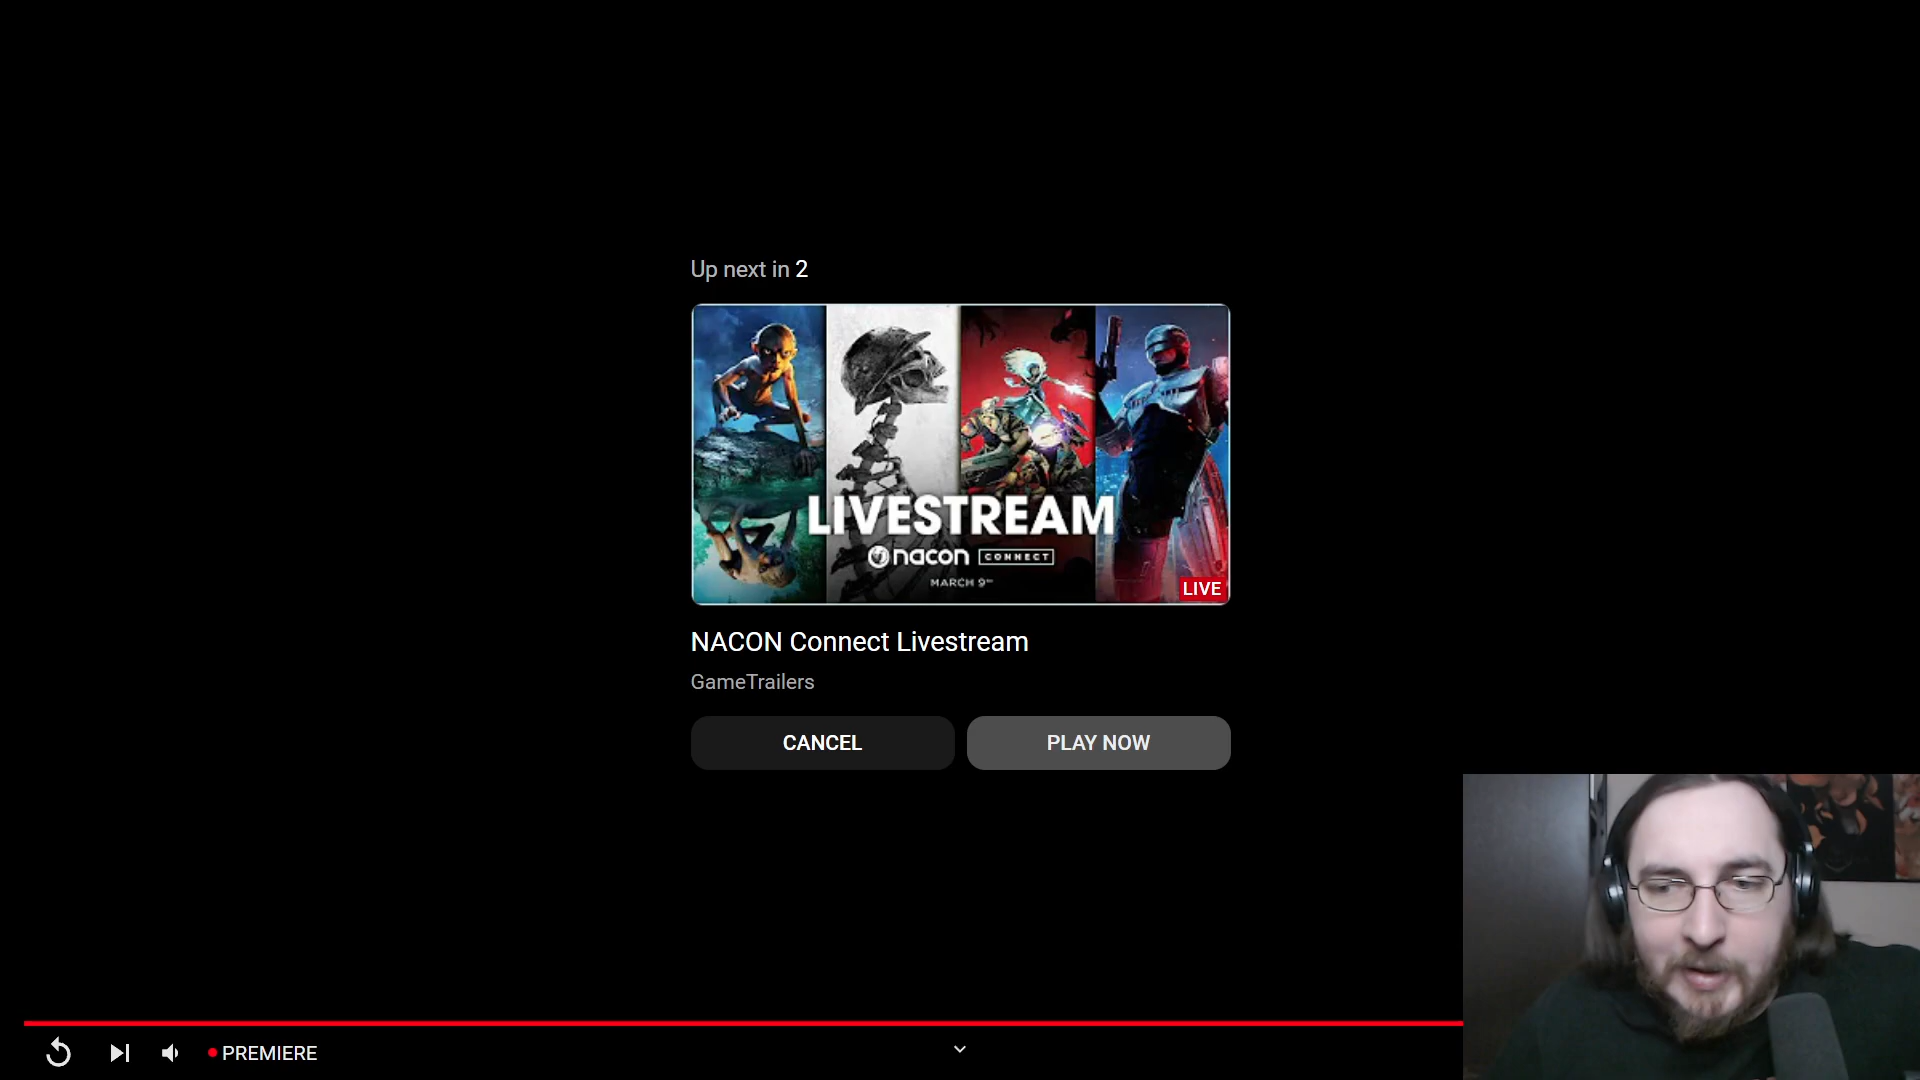 Up next in 2
LIVESTREAM
nacon CONNECT
MARCH 9TH
LIVE
NACON Connect Livestream
GameTrailers
CANCEL
PLAY NOW
PREMIERE